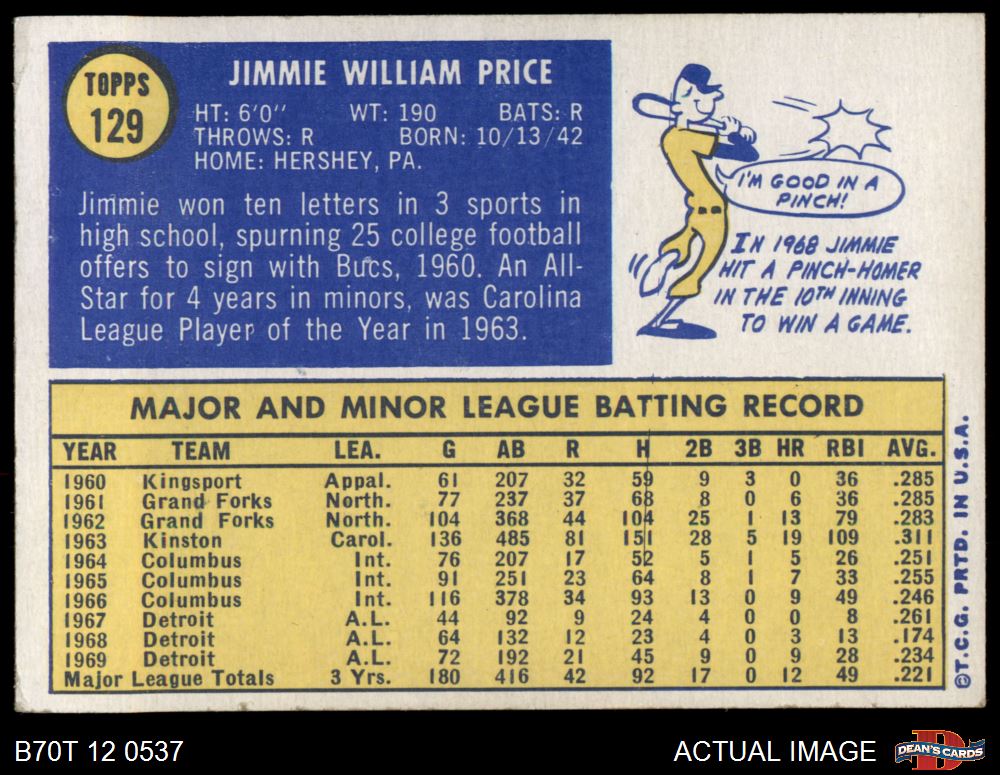 TOPPS
129
JIMMIE WILLIAM PRICE
HT: 6'0" WT: 190 BATS: R
THROWS: R BORN: 10/13/42
HOME: HERSHEY, PA.
Jimmie won ten letters in 3 sports in
high school, spurning 25 college football
offers to sign with Bucs, 1960. An All-
Star for 4 years in minors, was Carolina
League Player of the Year in 1963.
I'M GOOD IN A
PINCH!
IN 1968 JIMMIE
HIT A PINCH-HOMER
IN THE 10TH INNING
TO WIN A GAME.
MAJOR AND MINOR LEAGUE BATTING RECORD
YEAR TEAM LEA. G AB R H 2B 3B HR RBI AVG.
1960 Kingsport Appal. 61 207 32 59 9 3 0 36 .285
1961 Grand Forks North. 77 237 37 68 8 0 6 36 .285
1962 Grand Forks North. 104 368 44 104 25 1 13 79 .283
1963 Kinston Carol. 136 485 81 151 28 5 19 109 .311
1964 Columbus Int. 76 207 17 52 5 1 5 26 .251
1965 Columbus Int. 91 251 23 64 8 1 7 33 .255
1966 Columbus Int. 116 378 34 93 13 0 9 49 .246
1967 Detroit A.L. 44 92 9 24 4 0 0 8 .261
1968 Detroit A.L. 64 132 12 23 4 0 3 13 .174
1969 Detroit A.L. 72 192 21 45 9 0 9 28 .234
Major League Totals 3 Yrs. 180 416 42 92 17 0 12 49 .221
©T.C.G. PRTD. IN U.S.A.
B70T 12 0537
ACTUAL IMAGE
D
DEAN'S CARDS